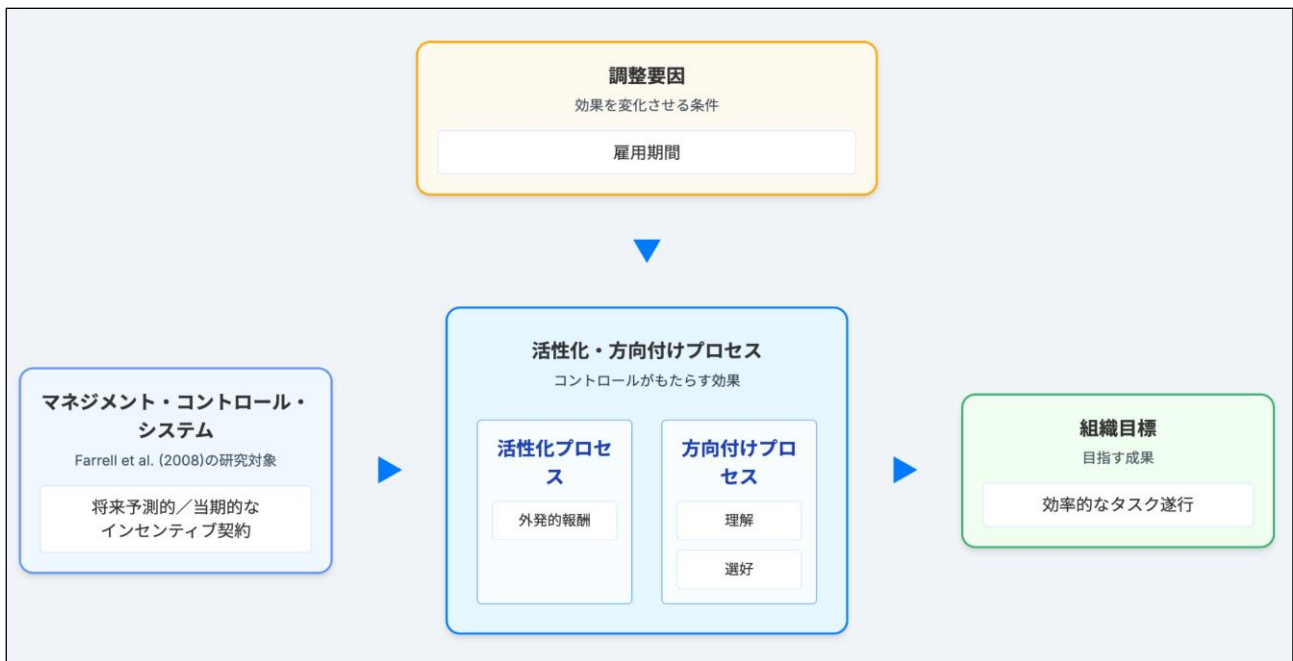 調整要因
効果を変化させる条件
雇用期間
活性化・方向付けプロセス
コントロールがもたらす効果
マネジメント・コントロール・
システム
Farrell et al. (2008)の研究対象
将来予測的／当期的な
インセンティブ契約
活性化プロセ
ス
外発的報酬
方向付けプロ
セス
理解
選好
組織目標
目指す成果
効率的なタスク遂行